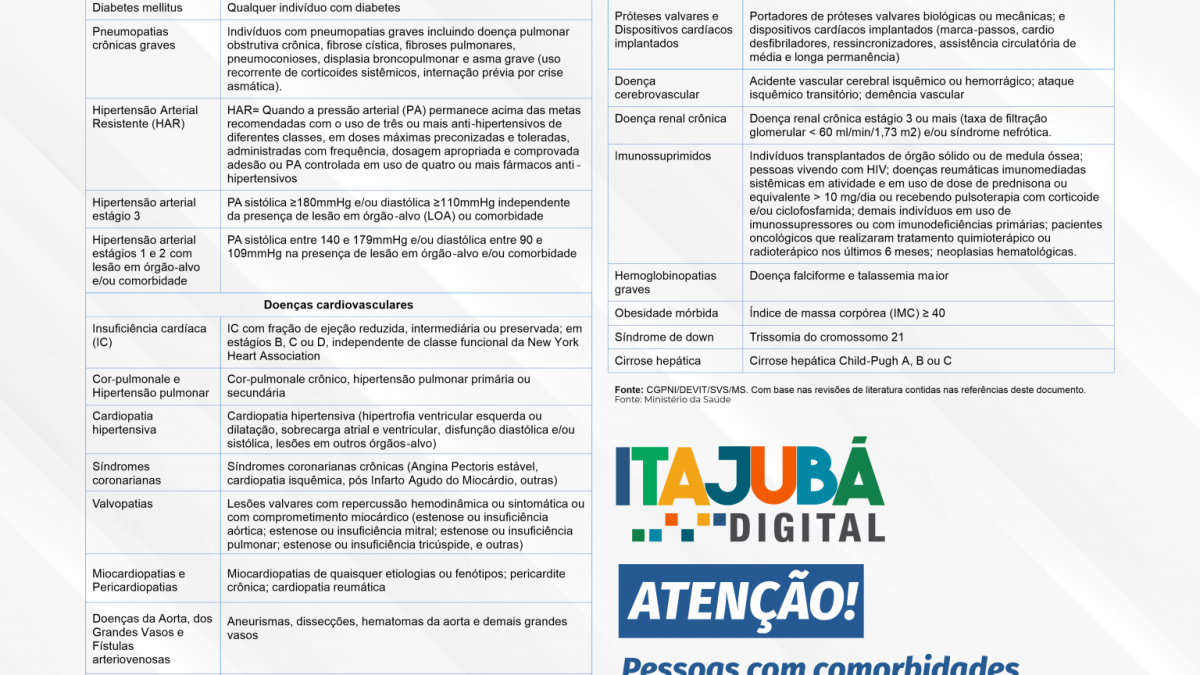 Diabetes mellitus
Qualquer indivíduo com diabetes
Pneumopatias
crônicas graves
Indivíduos com pneumopatias graves incluindo doença pulmonar
obstrutiva crônica, fibrose cística, fibroses pulmonares,
pneumoconioses, displasia broncopulmonar e asma grave (uso
recorrente de corticoides sistêmicos, internação prévia por crise
asmática).
Hipertensão Arterial
Resistente (HAR)
HAR= Quando a pressão arterial (PA) permanece acima das metas
recomendadas com o uso de três ou mais anti-hipertensivos de
diferentes classes, em doses máximas preconizadas e toleradas,
administradas com frequência, dosagem apropriada e comprovada
adesão ou PA controlada em uso de quatro ou mais fármacos anti-
hipertensivos
Hipertensão arterial
estágio 3
PA sistólica ≥180mmHg e/ou diastólica ≥110mmHg independente
da presença de lesão em órgão-alvo (LOA) ou comorbidade
Hipertensão arterial
estágios 1 e 2 com
lesão em órgão-alvo
e/ou comorbidade
PA sistólica entre 140 e 179mmHg e/ou diastólica entre 90 e
109mmHg na presença de lesão em órgão-alvo e/ou comorbidade
Doenças cardiovasculares
Insuficiência cardíaca
(IC)
IC com fração de ejeção reduzida, intermediária ou preservada; em
estágios B, C ou D, independente de classe funcional da New York
Heart Association
Cor-pulmonale e
Hipertensão pulmonar
Cor-pulmonale crônico, hipertensão pulmonar primária ou
secundária
Cardiopatia
hipertensiva
Cardiopatia hipertensiva (hipertrofia ventricular esquerda ou
dilatação, sobrecarga atrial e ventricular, disfunção diastólica e/ou
sistólica, lesões em outros órgãos-alvo)
Síndromes
coronarianas
Síndromes coronarianas crônicas (Angina Pectoris estável,
cardiopatia isquêmica, pós Infarto Agudo do Miocárdio, outras)
Valvopatias
Lesões valvares com repercussão hemodinâmica ou sintomática ou
com comprometimento miocárdico (estenose ou insuficiência
aórtica; estenose ou insuficiência mitral; estenose ou insuficiência
pulmonar; estenose ou insuficiência tricúspide, e outras)
Miocardiopatias e
Pericardiopatias
Miocardiopatias de quaisquer etiologias ou fenótipos; pericardite
crônica; cardiopatia reumática
Doenças da Aorta, dos
Grandes Vasos e
Fístulas
arteriovenosas
Aneurismas, dissecções, hematomas da aorta e demais grandes
vasos
Próteses valvares e
Dispositivos cardíacos
implantados
Portadores de próteses valvares biológicas ou mecânicas; e
dispositivos cardíacos implantados (marca-passos, cardio
desfibriladores, ressincronizadores, assistência circulatória de
média e longa permanência)
Doença
cerebrovascular
Acidente vascular cerebral isquêmico ou hemorrágico; ataque
isquêmico transitório; demência vascular
Doença renal crônica
Doença renal crônica estágio 3 ou mais (taxa de filtração
glomerular < 60 ml/min/1,73 m2) e/ou síndrome nefrótica.
Imunossuprimidos
Indivíduos transplantados de órgão sólido ou de medula óssea;
pessoas vivendo com HIV; doenças reumáticas imunomediadas
sistêmicas em atividade e em uso de dose de prednisona ou
equivalente > 10 mg/dia ou recebendo pulsoterapia com corticoide
e/ou ciclofosfamida; demais indivíduos em uso de
imunossupressores ou com imunodeficiências primárias; pacientes
oncológicos que realizaram tratamento quimioterápico ou
radioterápico nos últimos 6 meses; neoplasias hematológicas.
Hemoglobinopatias
graves
Doença falciforme e talassemia maior
Obesidade mórbida
Índice de massa corpórea (IMC) ≥ 40
Síndrome de down
Trissomia do cromossomo 21
Cirrose hepática
Cirrose hepática Child-Pugh A, B ou C
Fonte: CGPNI/DEVIT/SVS/MS. Com base nas revisões de literatura contidas nas referências deste documento.
Fonte: Ministério da Saúde
ITAJUBÁ
DIGITAL
ATENÇÃO!
Pessoas com comorbidades